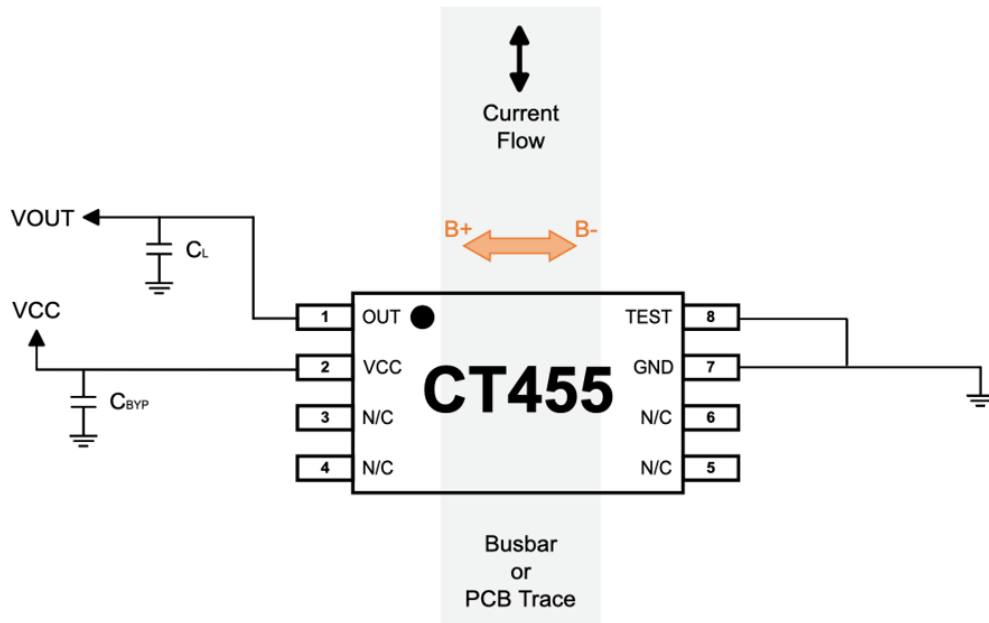 Current
Flow
B+ B-
VOUT
CL
VCC
1 OUT TEST 8
2 VCC GND 7
CT455
CBYP
3 N/C N/C 6
4 N/C N/C 5
Busbar
or
PCB Trace